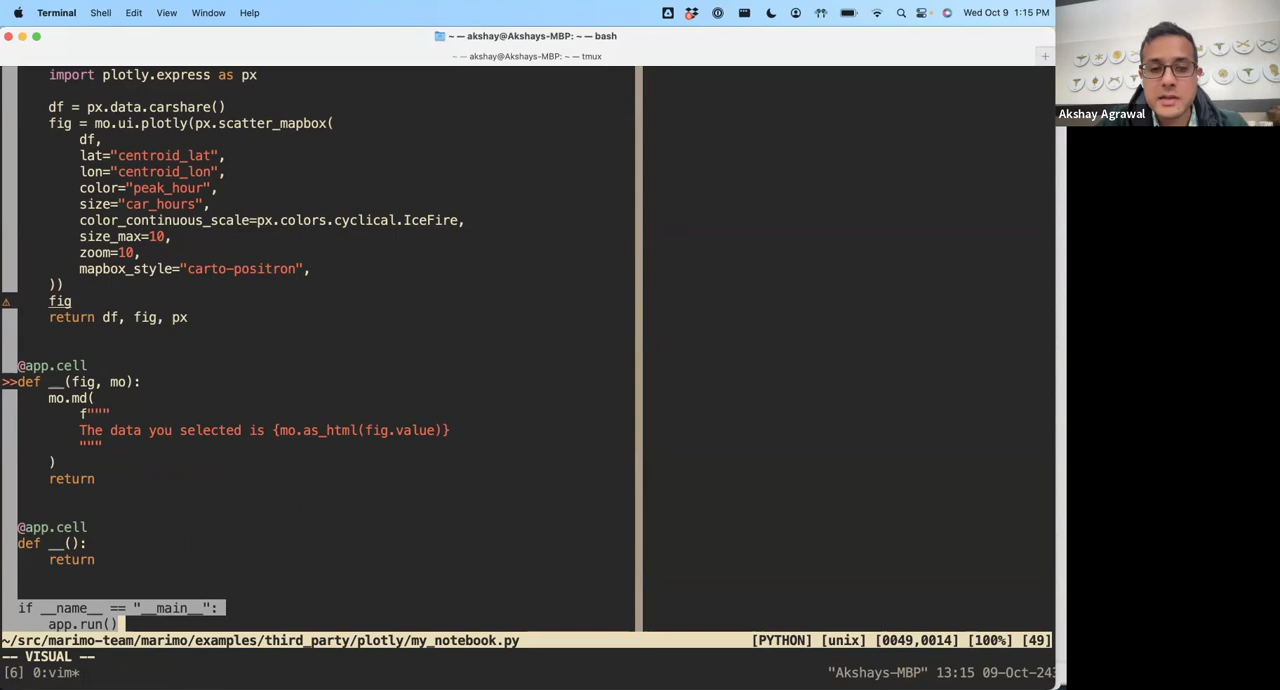 Terminal Shell Edit View Window Help Wed Oct 9 1:15 PM
~ — akshay@Akshays-MBP: ~ — bash
~ — akshay@Akshays-MBP: ~ — tmux
import plotly.express as px
df = px.data.carshare()
fig = mo.ui.plotly(px.scatter_mapbox(
df,
lat="centroid_lat",
lon="centroid_lon",
color="peak_hour",
size="car_hours",
color_continuous_scale=px.colors.cyclical.IceFire,
size_max=10,
zoom=10,
mapbox_style="carto-positron",
))
fig
return df, fig, px
@app.cell
>>def __(fig, mo):
mo.md(
f"""
The data you selected is {mo.as_html(fig.value)}
"""
)
return
@app.cell
def __():
return
if __name__ == "__main__":
app.run()
~/src/marimo-team/marimo/examples/third_party/plotly/my_notebook.py [PYTHON] [unix] [0049,0014] [100%] [49]
-- VISUAL --
[6] 0:vim* "Akshays-MBP" 13:15 09-Oct-24
Akshay Agrawal